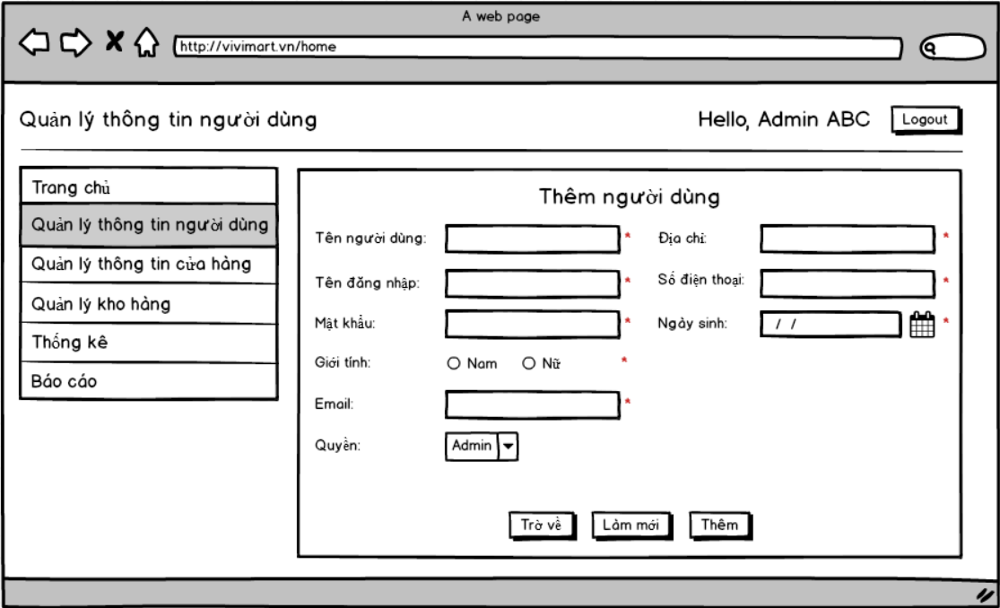 A web page
http://vivimart.vn/home
Quản lý thông tin người dùng
Hello, Admin ABC
Logout
Trang chủ
Quản lý thông tin người dùng
Quản lý thông tin cửa hàng
Quản lý kho hàng
Thống kê
Báo cáo
Thêm người dùng
Tên người dùng: * Địa chỉ: *
Tên đăng nhập: * Số điện thoại: *
Mật khẩu: * Ngày sinh: / / *
Giới tính: Nam Nữ *
Email: *
Quyền: Admin
Trở về Làm mới Thêm